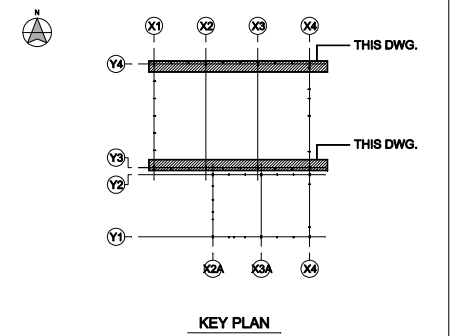 N
X1 X2 X3 X4
THIS DWG.
Y4
THIS DWG.
Y3
Y2
Y1
X2A X3A X4
KEY PLAN